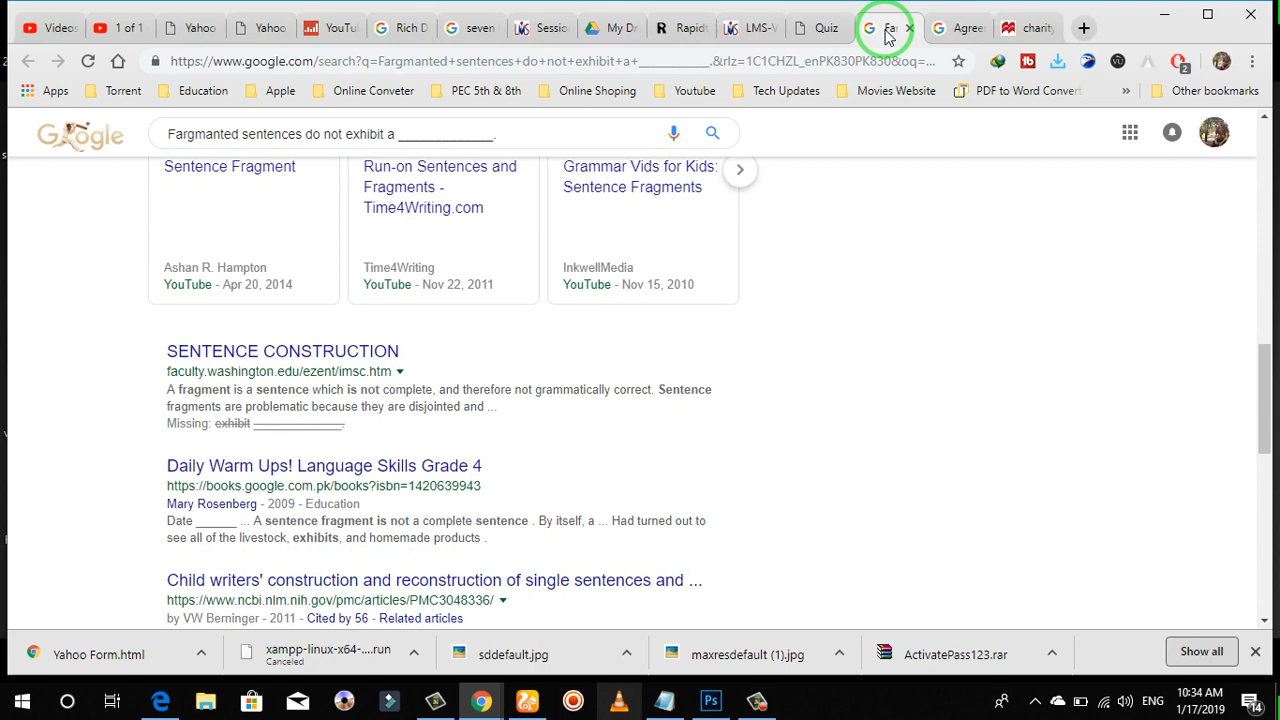 Videos
1 of 1
Yahoo
Yahoo
YouTu
Rich D
seven
Sessio
My Dr
Rapid
LMS-V
Quiz
Far
Agree
charity
https://www.google.com/search?q=Fargmanted+sentences+do+not+exhibit+a+____________.&rlz=1C1CHZL_enPK830PK830&oq=...
2
Apps
Torrent
Education
Apple
Online Conveter
PEC 5th & 8th
Online Shoping
Youtube
Tech Updates
Movies Website
PDF to Word Convert
»
Other bookmarks
Google
Fargmanted sentences do not exhibit a ____________.
Sentence Fragment
Ashan R. Hampton
YouTube - Apr 20, 2014
Run-on Sentences and
Fragments -
Time4Writing.com
Time4Writing
YouTube - Nov 22, 2011
Grammar Vids for Kids:
Sentence Fragments
InkwellMedia
YouTube - Nov 15, 2010
SENTENCE CONSTRUCTION
faculty.washington.edu/ezent/imsc.htm
A fragment is a sentence which is not complete, and therefore not grammatically correct. Sentence
fragments are problematic because they are disjointed and ...
Missing: exhibit ____________.
Daily Warm Ups! Language Skills Grade 4
https://books.google.com.pk/books?isbn=1420639943
Mary Rosenberg - 2009 - Education
Date ______ ... A sentence fragment is not a complete sentence . By itself, a ... Had turned out to
see all of the livestock, exhibits, and homemade products .
Child writers' construction and reconstruction of single sentences and ...
https://www.ncbi.nlm.nih.gov/pmc/articles/PMC3048336/
by VW Berninger - 2011 - Cited by 56 - Related articles
Yahoo Form.html
xampp-linux-x64-....run
Canceled
sddefault.jpg
maxresdefault (1).jpg
ActivatePass123.rar
Show all
ENG
10:34 AM
1/17/2019
14